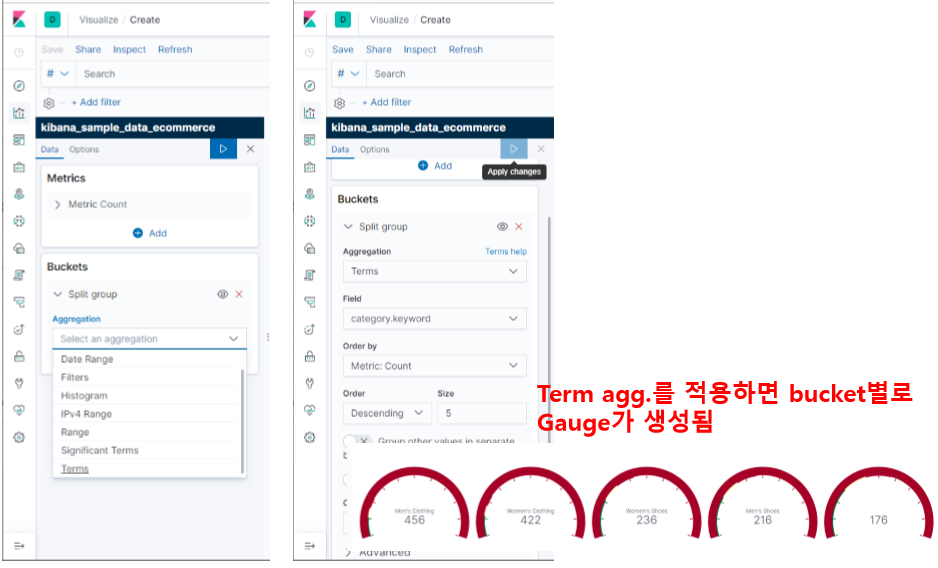 D Visualize / Create
Save Share Inspect Refresh
# Search
+ Add filter
kibana_sample_data_ecommerce
Data Options
Metrics
Metric Count
Add
Buckets
Split group
Aggregation
Select an aggregation
Date Range
Filters
Histogram
IPv4 Range
Range
Significant Terms
Terms
D Visualize / Create
Save Share Inspect Refresh
# Search
+ Add filter
kibana_sample_data_ecommerce
Data Options
Add
Apply changes
Buckets
Split group
Aggregation Terms help
Terms
Field
category.keyword
Order by
Metric: Count
Order Size
Descending 5
Group other values in separate
Advanced
Term agg.를 적용하면 bucket별로
Gauge가 생성됨
Men's Clothing
456
Women's Clothing
422
Women's Shoes
236
Men's Shoes
216
176